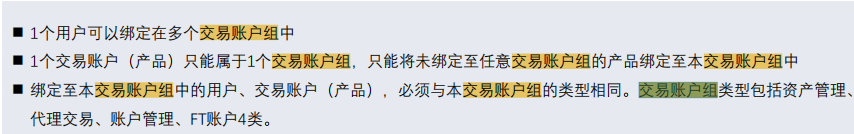 ■ 1个用户可以绑定在多个交易账户组中
■ 1个交易账户（产品）只能属于1个交易账户组，只能将未绑定至任意交易账户组的产品绑定至本交易账户组中
■ 绑定至本交易账户组中的用户、交易账户（产品），必须与本交易账户组的类型相同。交易账户组类型包括资产管理、
代理交易、账户管理、FT账户4类。